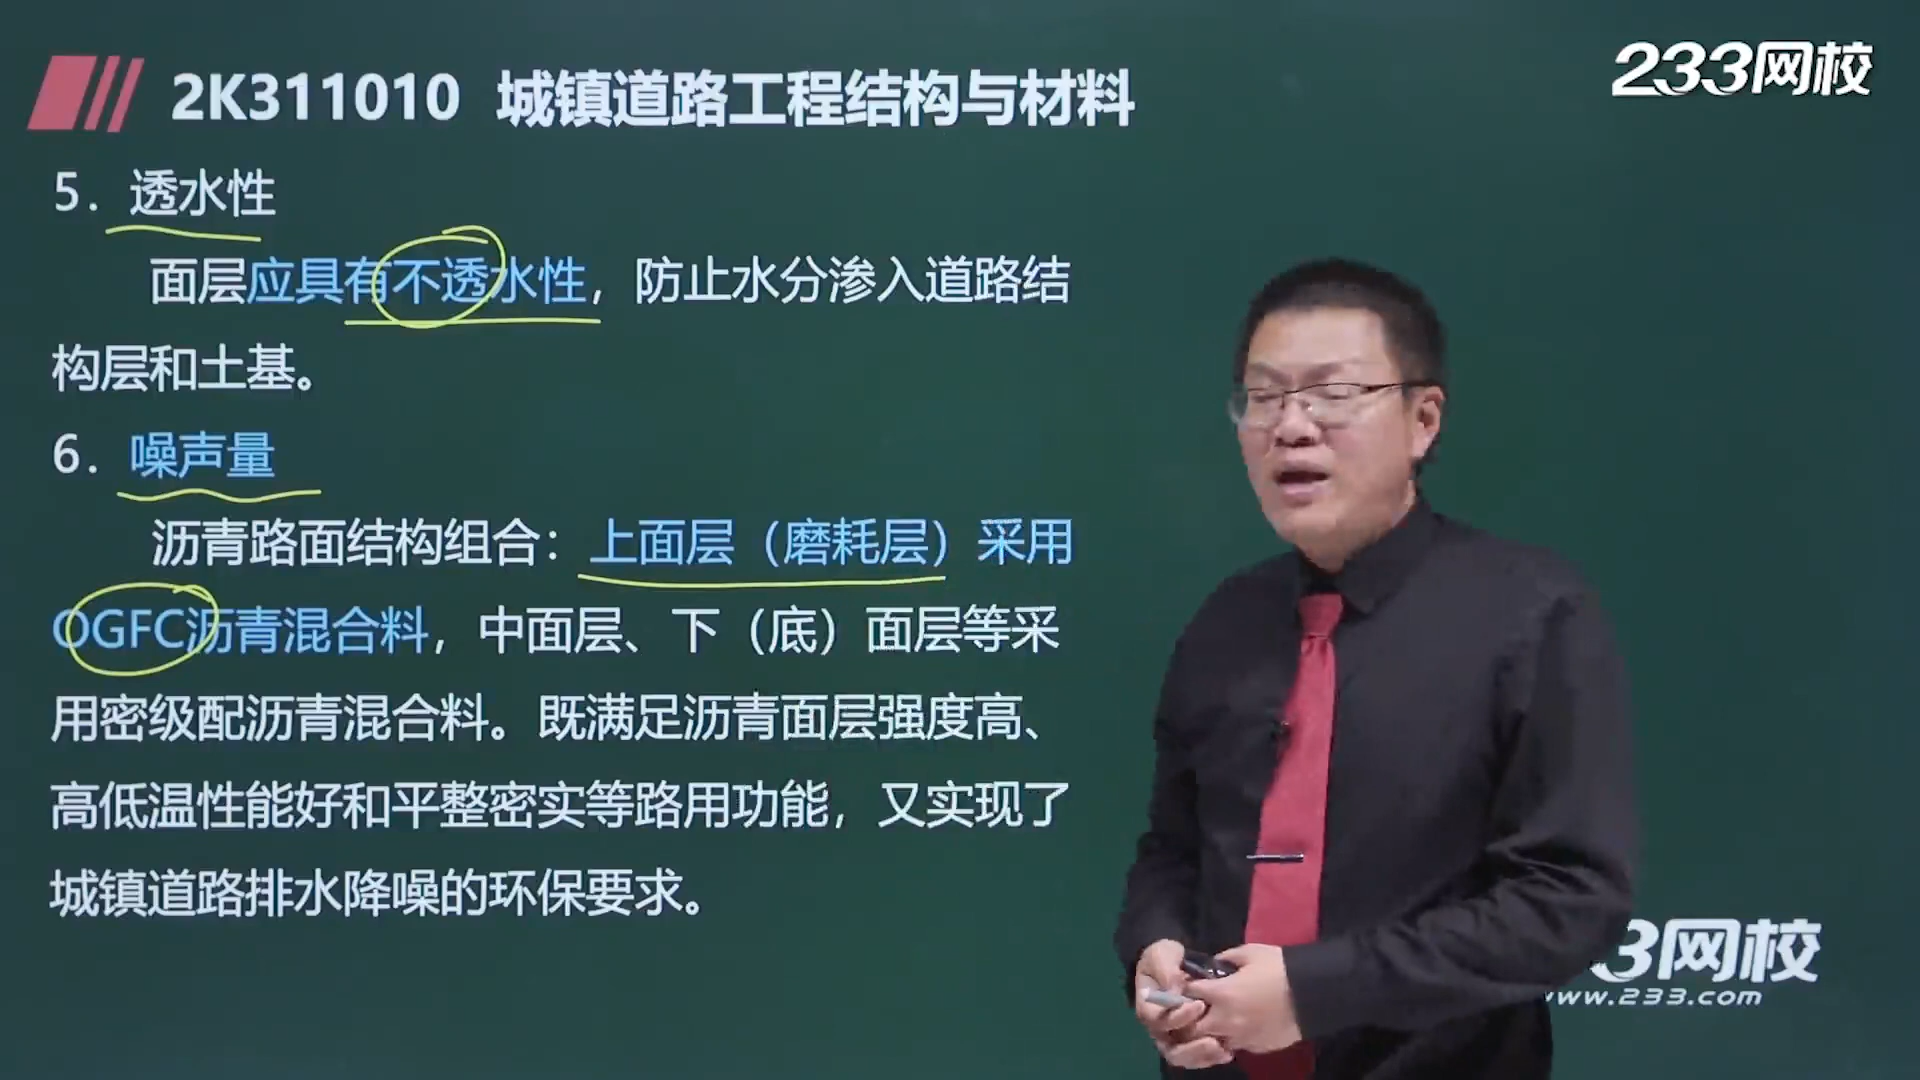 233网校
2K311010 城镇道路工程结构与材料
5. 透水性
面层应具有不透水性，防止水分渗入道路结
构层和土基。
6. 噪声量
沥青路面结构组合：上面层（磨耗层）采用
OGFC沥青混合料，中面层、下（底）面层等采
用密级配沥青混合料。既满足沥青面层强度高、
高低温性能好和平整密实等路用功能，又实现了
城镇道路排水降噪的环保要求。
3网校
www.233.com